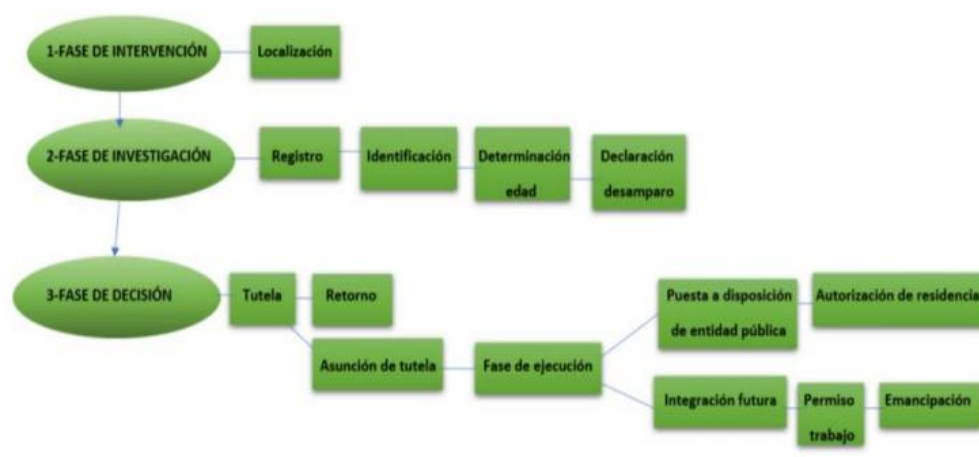 1-FASE DE INTERVENCIÓN
Localización
2-FASE DE INVESTIGACIÓN
Registro
Identificación
Determinación
edad
Declaración
desamparo
3-FASE DE DECISIÓN
Tutela
Retorno
Asunción de tutela
Fase de ejecución
Puesta a disposición
de entidad pública
Autorización de residencia
Integración futura
Permiso
trabajo
Emancipación